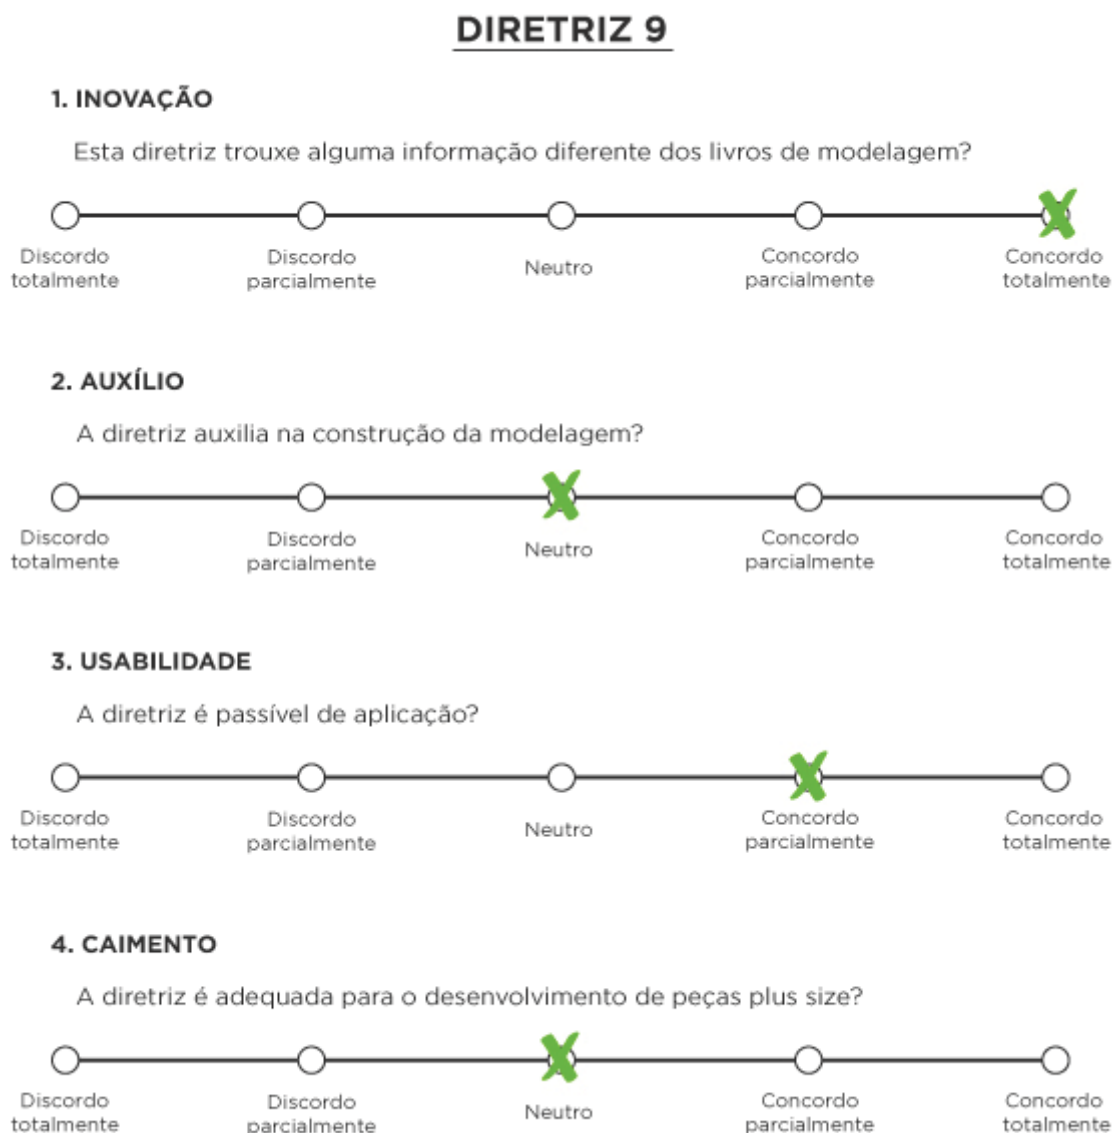 DIRETRIZ 9
1. INOVAÇÃO
Esta diretriz trouxe alguma informação diferente dos livros de modelagem?
Discordo totalmente
Discordo parcialmente
Neutro
Concordo parcialmente
Concordo totalmente
2. AUXÍLIO
A diretriz auxilia na construção da modelagem?
Discordo totalmente
Discordo parcialmente
Neutro
Concordo parcialmente
Concordo totalmente
3. USABILIDADE
A diretriz é passível de aplicação?
Discordo totalmente
Discordo parcialmente
Neutro
Concordo parcialmente
Concordo totalmente
4. CAIMENTO
A diretriz é adequada para o desenvolvimento de peças plus size?
Discordo totalmente
Discordo parcialmente
Neutro
Concordo parcialmente
Concordo totalmente